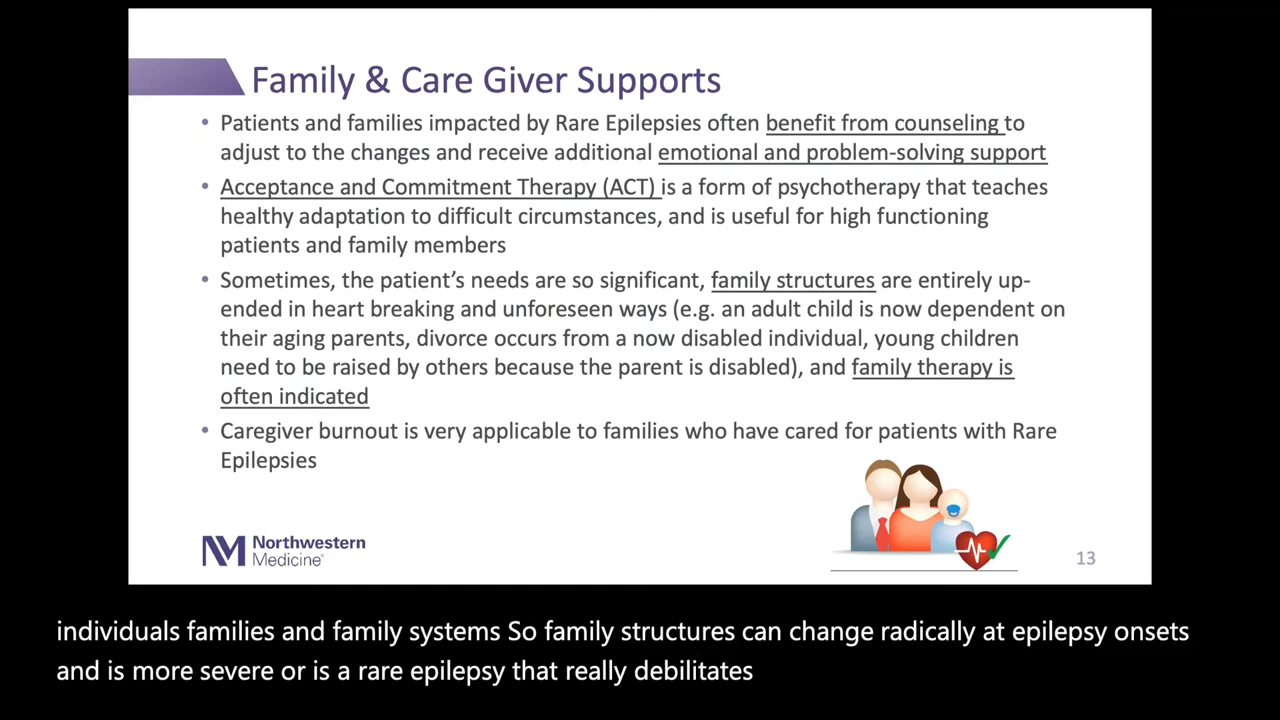 Family & Care Giver Supports
• Patients and families impacted by Rare Epilepsies often benefit from counseling to
adjust to the changes and receive additional emotional and problem-solving support
• Acceptance and Commitment Therapy (ACT) is a form of psychotherapy that teaches
healthy adaptation to difficult circumstances, and is useful for high functioning
patients and family members
• Sometimes, the patient’s needs are so significant, family structures are entirely up-
ended in heart breaking and unforeseen ways (e.g. an adult child is now dependent on
their aging parents, divorce occurs from a now disabled individual, young children
need to be raised by others because the parent is disabled), and family therapy is
often indicated
• Caregiver burnout is very applicable to families who have cared for patients with Rare
Epilepsies
NM Northwestern
Medicine®
13
individuals families and family systems So family structures can change radically at epilepsy onsets
and is more severe or is a rare epilepsy that really debilitates